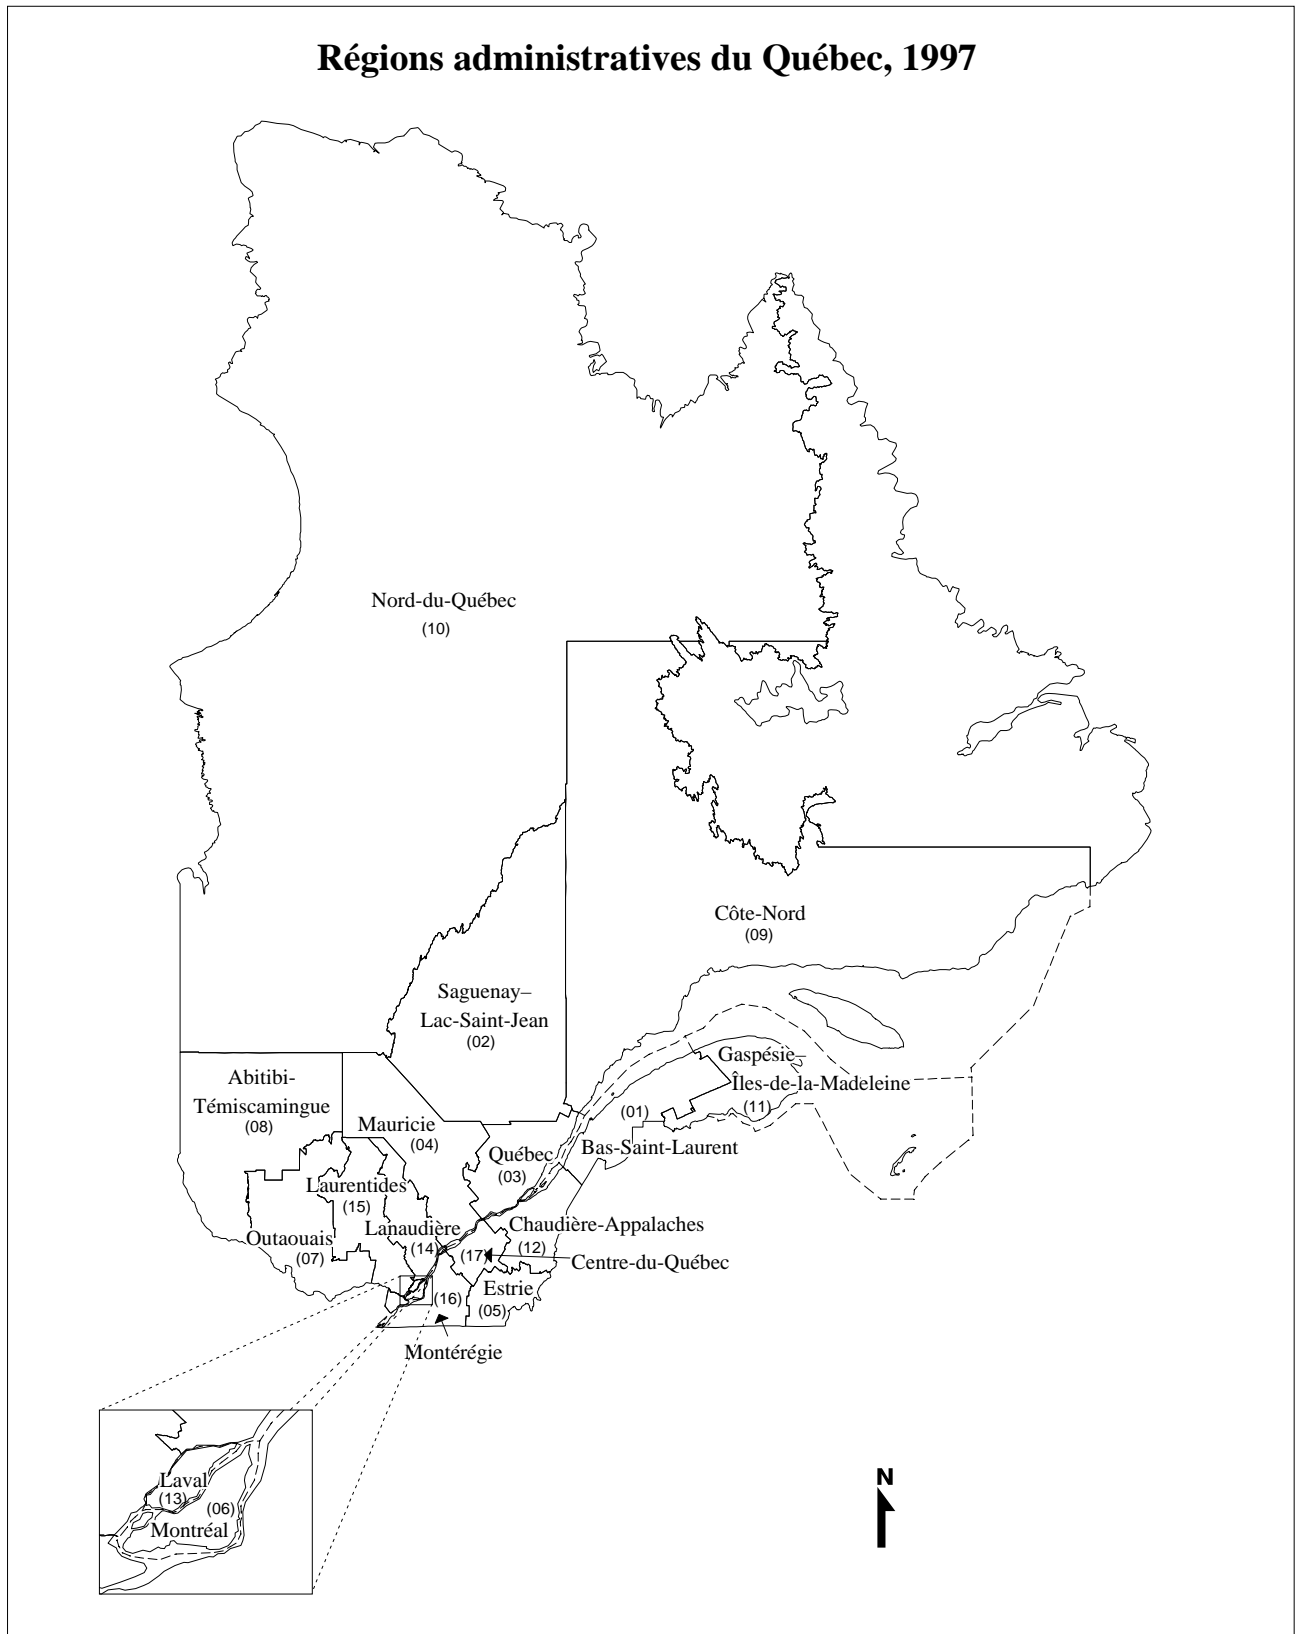 Régions administratives du Québec, 1997
Nord-du-Québec
(10)
Côte-Nord
(09)
Saguenay–
Lac-Saint-Jean
(02)
Gaspésie–
Îles-de-la-Madeleine
(11)
Abitibi-
Témiscamingue
(08)
Mauricie
(04)
(01)
Bas-Saint-Laurent
Québec
(03)
Laurentides
(15)
Lanaudière
(14)
Chaudière-Appalaches
(12)
Outaouais
(07)
(17)
Centre-du-Québec
Estrie
(05)
(16)
Montérégie
Laval
(13)
(06)
Montréal
N